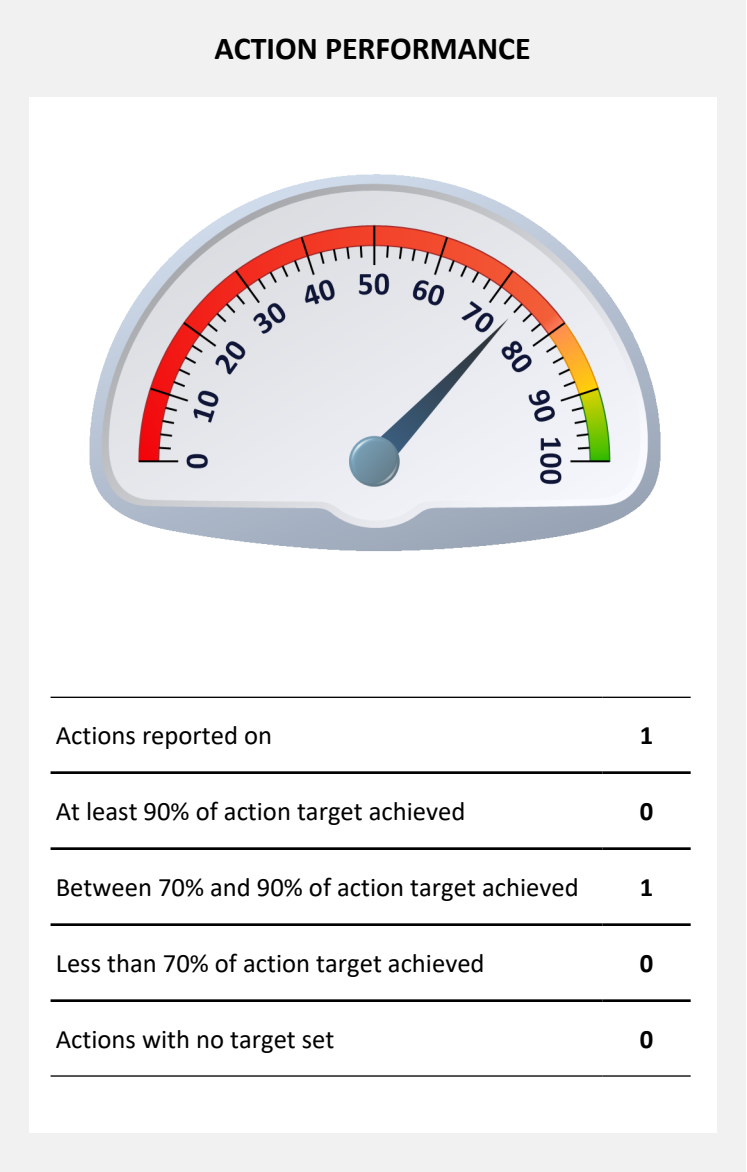 ACTION PERFORMANCE
0
10
20
30
40
50
60
70
80
90
100
Actions reported on 1
At least 90% of action target achieved 0
Between 70% and 90% of action target achieved 1
Less than 70% of action target achieved 0
Actions with no target set 0